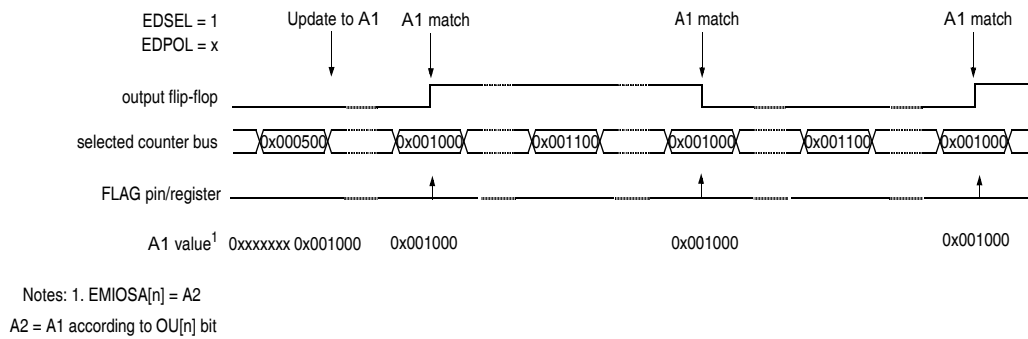 EDSEL = 1
EDPOL = x
Update to A1 A1 match A1 match A1 match
output flip-flop
selected counter bus 0x000500 0x001000 0x001100 0x001000 0x001100 0x001000
FLAG pin/register
A1 value1 0xxxxxxx 0x001000 0x001000 0x001000 0x001000
Notes: 1. EMIOSA[n] = A2
A2 = A1 according to OU[n] bit